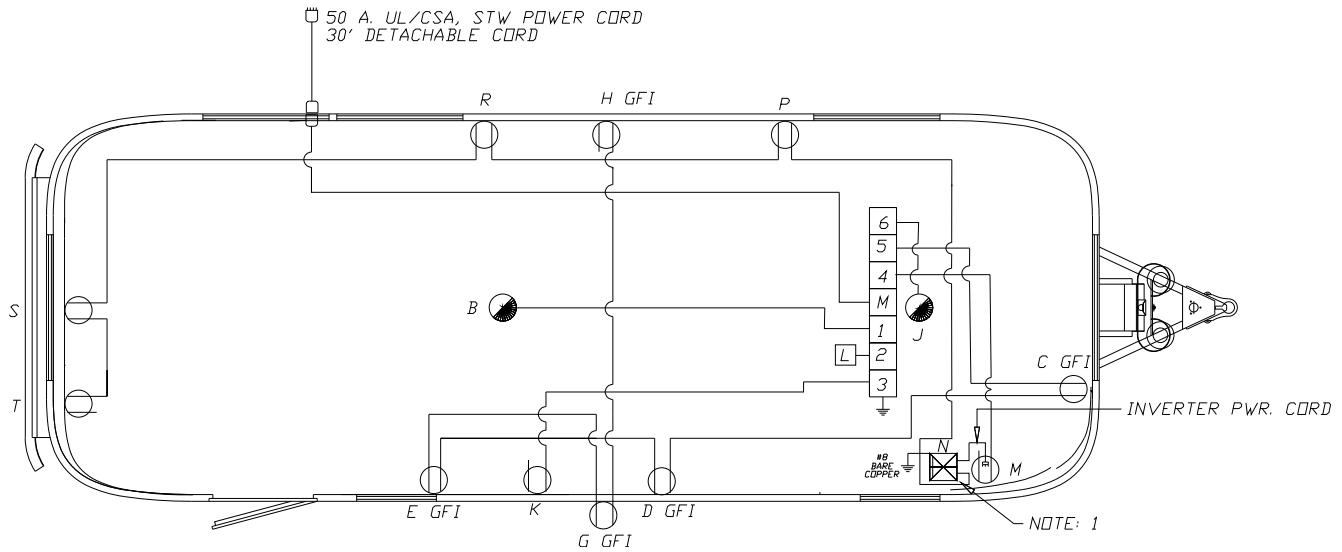 50 A. UL/CSA, STW POWER CORD
30' DETACHABLE CORD
R
H GFI
P
6
5
4
M
1
2
3
B
J
L
S
T
C GFI
INVERTER PWR. CORD
N
#8
BARE
COPPER
M
E GFI
K
D GFI
G GFI
NOTE: 1